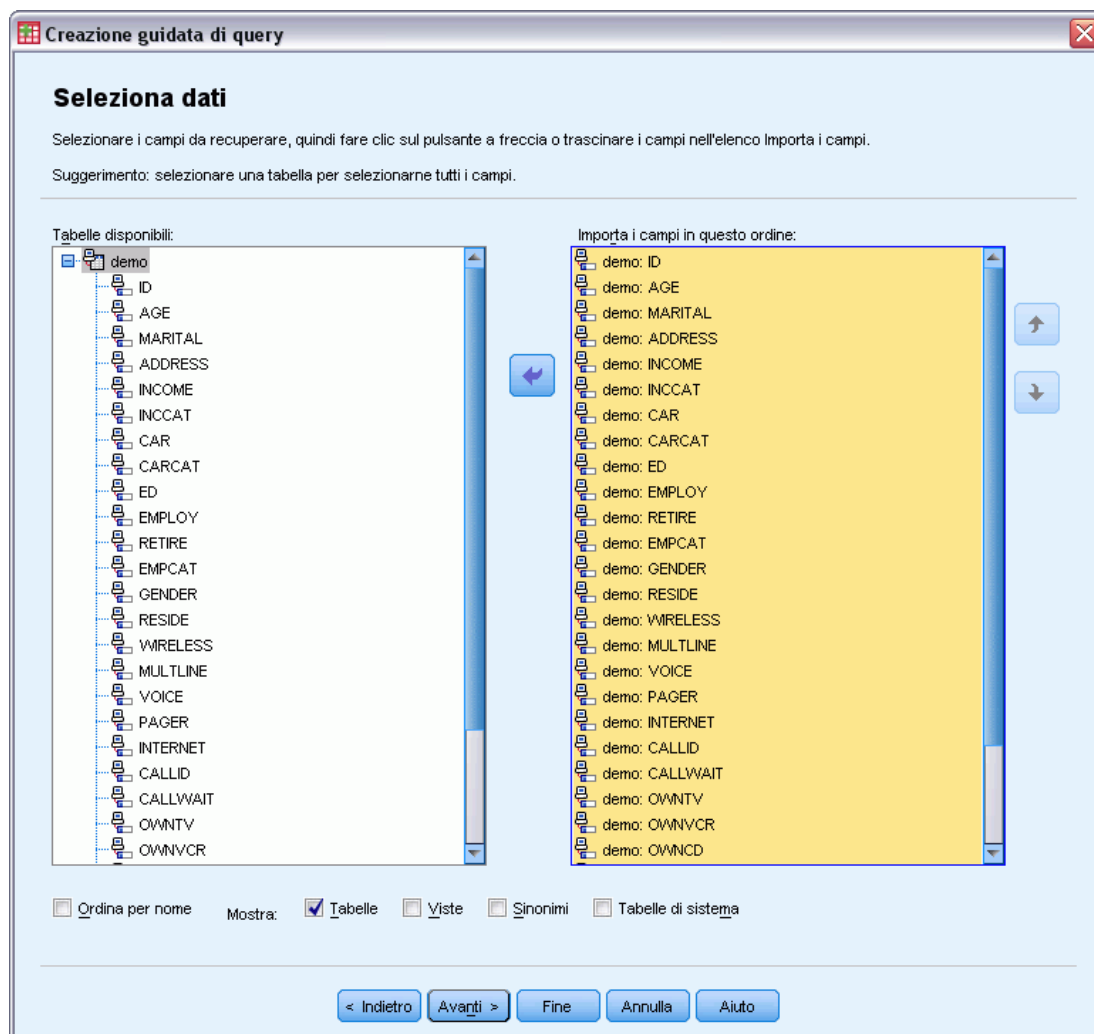 Creazione guidata di query
Seleziona dati
Selezionare i campi da recuperare, quindi fare clic sul pulsante a freccia o trascinare i campi nell'elenco Importa i campi.
Suggerimento: selezionare una tabella per selezionarne tutti i campi.
Tabelle disponibili:
demo
ID
AGE
MARITAL
ADDRESS
INCOME
INCCAT
CAR
CARCAT
ED
EMPLOY
RETIRE
EMPCAT
GENDER
RESIDE
WIRELESS
MULTLINE
VOICE
PAGER
INTERNET
CALLID
CALLWAIT
OWNTV
OWNVCR
Importa i campi in questo ordine:
demo: ID
demo: AGE
demo: MARITAL
demo: ADDRESS
demo: INCOME
demo: INCCAT
demo: CAR
demo: CARCAT
demo: ED
demo: EMPLOY
demo: RETIRE
demo: EMPCAT
demo: GENDER
demo: RESIDE
demo: WIRELESS
demo: MULTLINE
demo: VOICE
demo: PAGER
demo: INTERNET
demo: CALLID
demo: CALLWAIT
demo: OWNTV
demo: OWNVCR
demo: OWNCD
Ordina per nome Mostra: Tabelle Viste Sinonimi Tabelle di sistema
< Indietro Avanti > Fine Annulla Aiuto